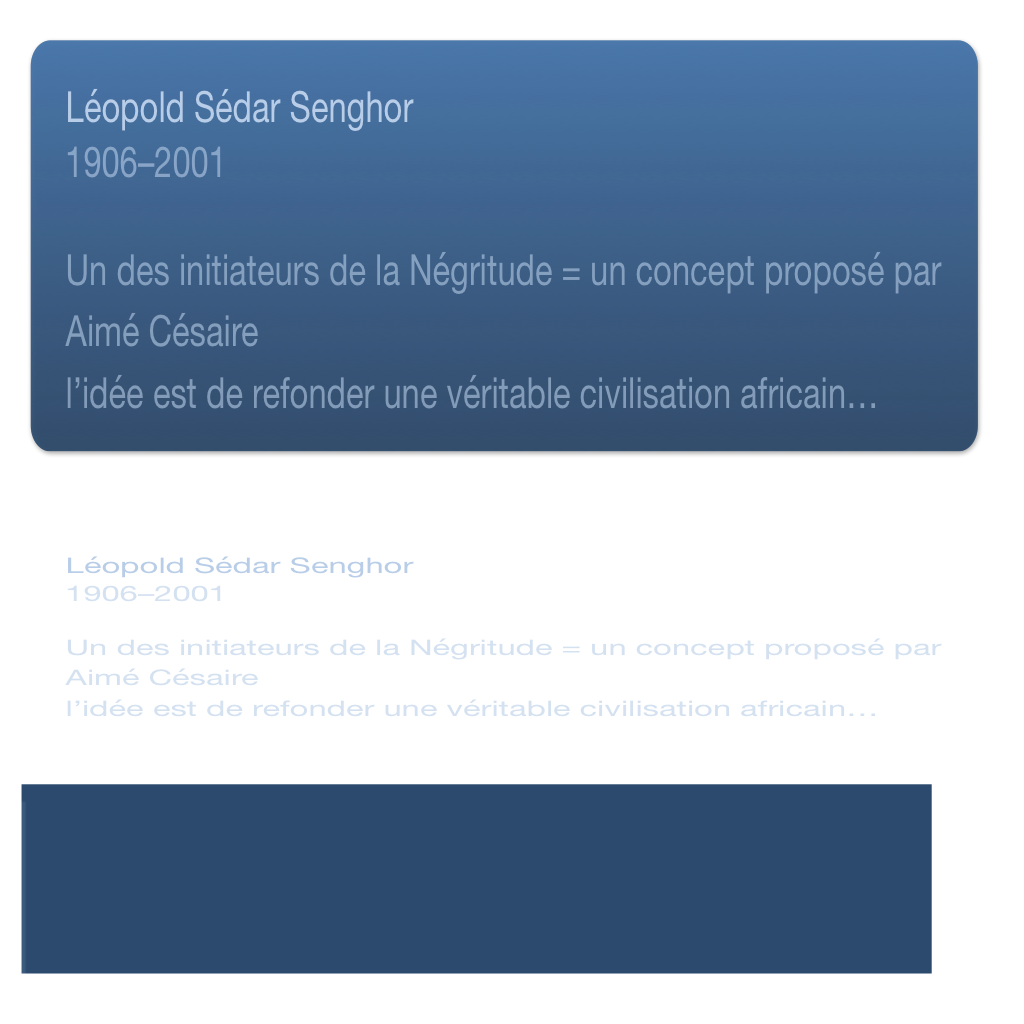 Léopold Sédar Senghor
1906–2001
Un des initiateurs de la Négritude = un concept proposé par
Aimé Césaire
l’idée est de refonder une véritable civilisation africain…
Léopold Sédar Senghor
1906–2001
Un des initiateurs de la Négritude = un concept proposé par
Aimé Césaire
l’idée est de refonder une véritable civilisation africain…